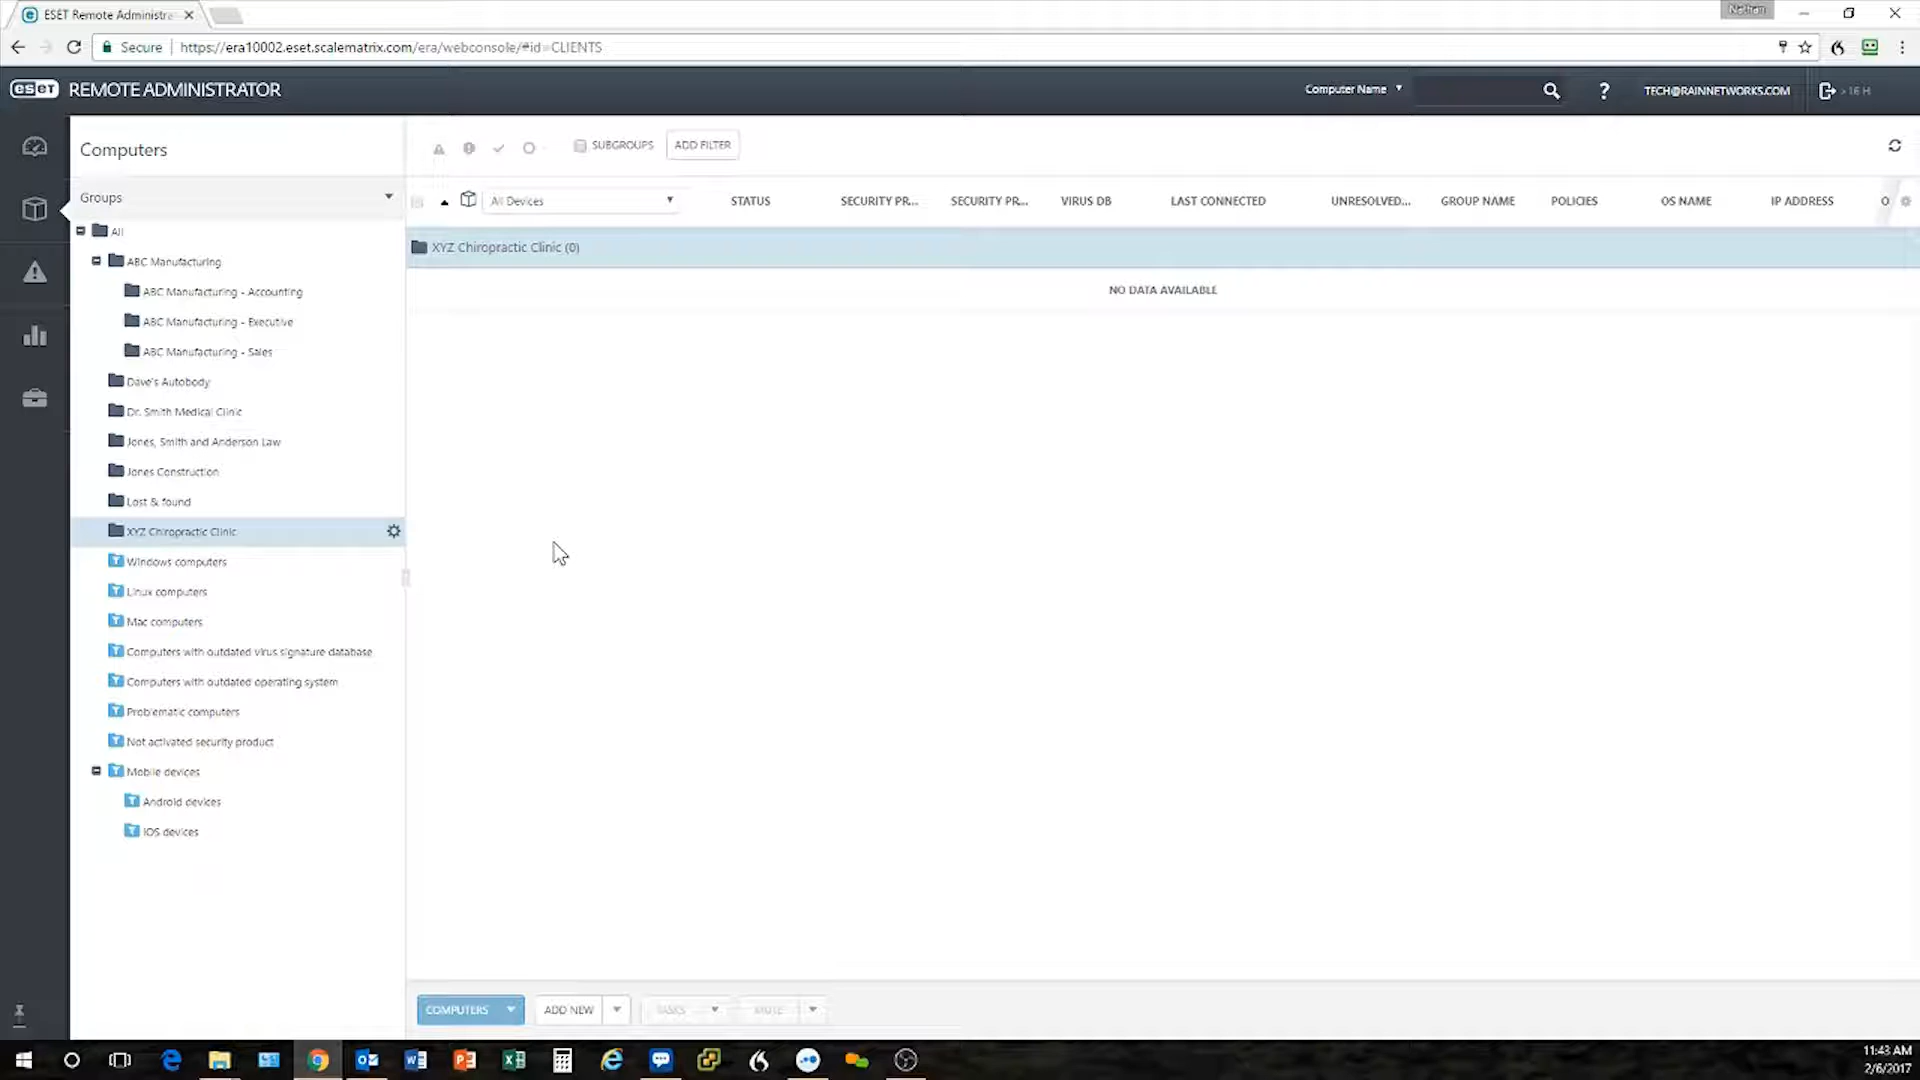 ESET Remote Administra
Nathan
Secure
https://era10002.eset.scalematrix.com/era/webconsole/#id=CLIENTS
eset REMOTE ADMINISTRATOR
Computer Name
?
TECH@RAINNETWORKS.COM
> 16 H
Computers
SUBGROUPS
ADD FILTER
Groups
All Devices
STATUS
SECURITY PR...
SECURITY PR...
VIRUS DB
LAST CONNECTED
UNRESOLVED...
GROUP NAME
POLICIES
OS NAME
IP ADDRESS
O
All
ABC Manufacturing
ABC Manufacturing - Accounting
ABC Manufacturing - Executive
ABC Manufacturing - Sales
Dave's Autobody
Dr. Smith Medical Clinic
Jones, Smith and Anderson Law
Jones Construction
Lost & found
XYZ Chiropractic Clinic
Windows computers
Linux computers
Mac computers
Computers with outdated virus signature database
Computers with outdated operating system
Problematic computers
Not activated security product
Mobile devices
Android devices
iOS devices
XYZ Chiropractic Clinic (0)
NO DATA AVAILABLE
COMPUTERS
ADD NEW
TASKS
MUTE
11:43 AM
2/6/2017